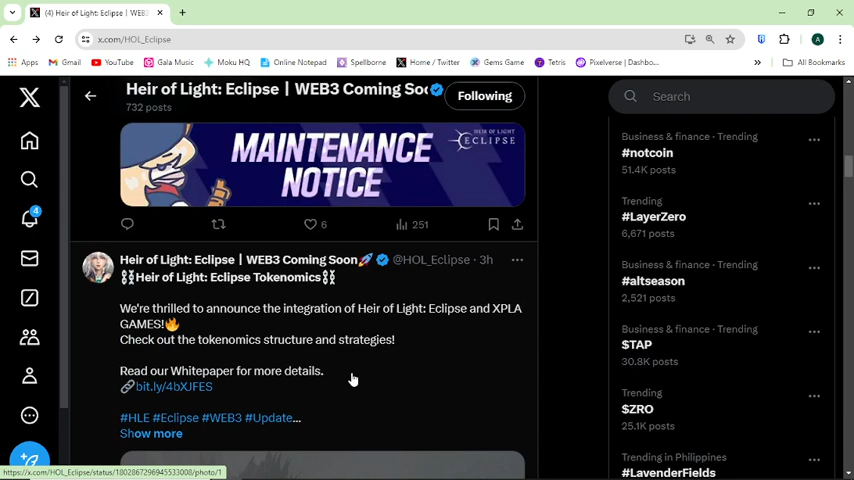 (4) Heir of Light: Eclipse | WEB3
x.com/HOL_Eclipse
A
Apps
Gmail
YouTube
Gala Music
Moku HQ
Online Notepad
Spellborne
Home / Twitter
Gems Game
Tetris
Pixelverse | Dashbo...
All Bookmarks
Heir of Light: Eclipse | WEB3 Coming Soo
732 posts
Following
Search
MAINTENANCE
NOTICE
HEIR OF LIGHT
ECLIPSE
6
251
Heir of Light: Eclipse | WEB3 Coming Soon🚀 @HOL_Eclipse · 3h
⛓️Heir of Light: Eclipse Tokenomics⛓️
We're thrilled to announce the integration of Heir of Light: Eclipse and XPLA
GAMES!🔥
Check out the tokenomics structure and strategies!
Read our Whitepaper for more details.
🔗bit.ly/4bXJFES
#HLE #Eclipse #WEB3 #Update...
Show more
4
Business & finance · Trending
#notcoin
51.4K posts
Trending
#LayerZero
6,671 posts
Business & finance · Trending
#altseason
2,521 posts
Business & finance · Trending
$TAP
30.8K posts
Trending
$ZRO
25.1K posts
Trending in Philippines
#LavenderFields
https://x.com/HOL_Eclipse/status/1802867296945533008/photo/1